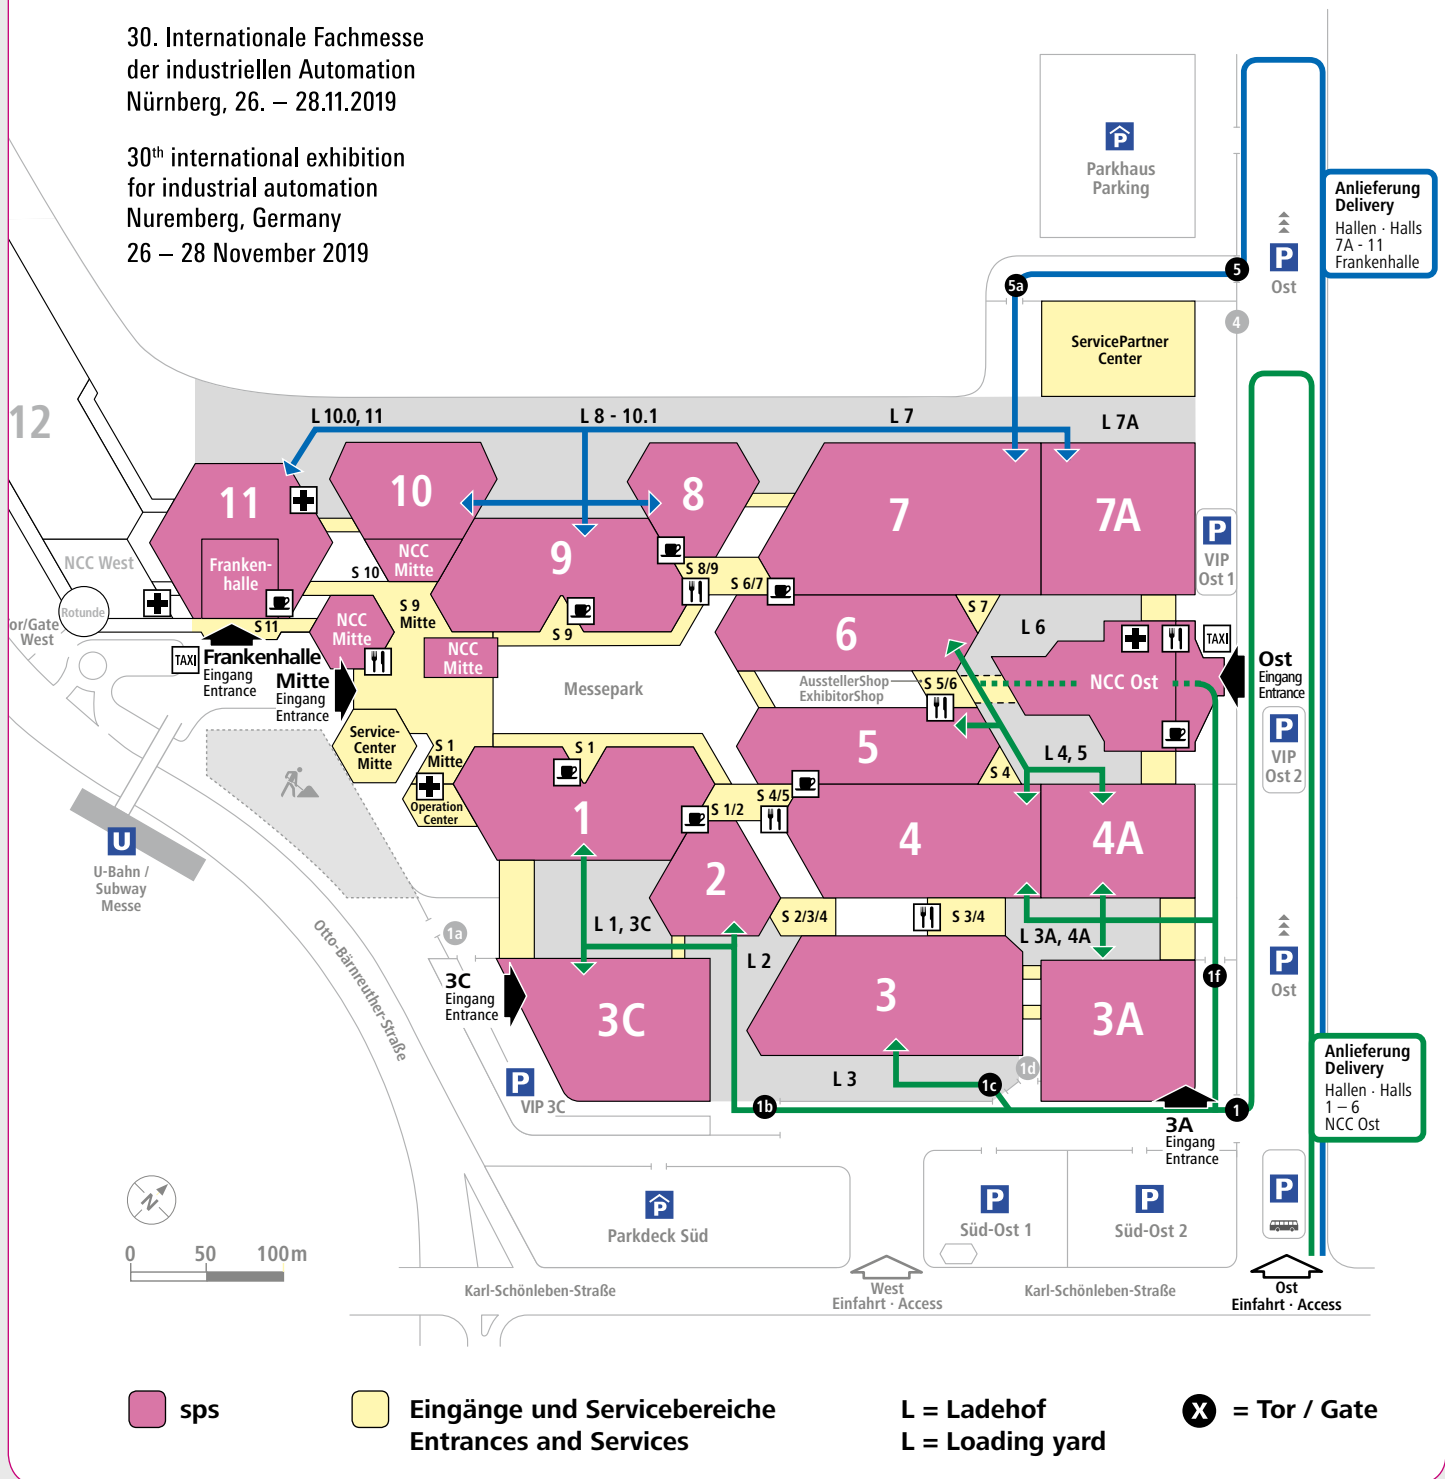 30. Internationale Fachmesse
der industriellen Automation
Nürnberg, 26. – 28.11.2019
30th international exhibition
for industrial automation
Nuremberg, Germany
26 – 28 November 2019
P
Parkhaus
Parking
Anlieferung
Delivery
Hallen · Halls
7A - 11
Frankenhalle
P
Ost
5
5a
4
ServicePartner
Center
12
L 10.0, 11
L 8 - 10.1
L 7
L 7A
11
10
8
7
7A
9
NCC West
Franken-
halle
NCC
Mitte
S 10
S 8/9
S 6/7
P
VIP
Ost 1
Rotunde
or/Gate
West
S 11
NCC
Mitte
S 9
Mitte
S 9
NCC
Mitte
6
S 7
L 6
TAXI
TAXI
Frankenhalle
Eingang
Entrance
Mitte
Eingang
Entrance
Messepark
AusstellerShop
ExhibitorShop
S 5/6
NCC Ost
Ost
Eingang
Entrance
P
VIP
Ost 2
Service-
Center
Mitte
S 1
Mitte
S 1
5
S 4
L 4, 5
Operation
Center
1
S 1/2
S 4/5
4
4A
2
U
U-Bahn /
Subway
Messe
Otto-Bärnreuther-Straße
1a
L 1, 3C
S 2/3/4
S 3/4
L 3A, 4A
L 2
3C
Eingang
Entrance
3C
3
3A
1f
P
Ost
P
VIP 3C
L 3
1d
1c
1b
1
3A
Eingang
Entrance
Anlieferung
Delivery
Hallen · Halls
1 – 6
NCC Ost
N
0 50 100m
P
Parkdeck Süd
P
Süd-Ost 1
P
Süd-Ost 2
P
Karl-Schönleben-Straße
West
Einfahrt · Access
Karl-Schönleben-Straße
Ost
Einfahrt · Access
sps
Eingänge und Servicebereiche
Entrances and Services
L = Ladehof
L = Loading yard
X = Tor / Gate